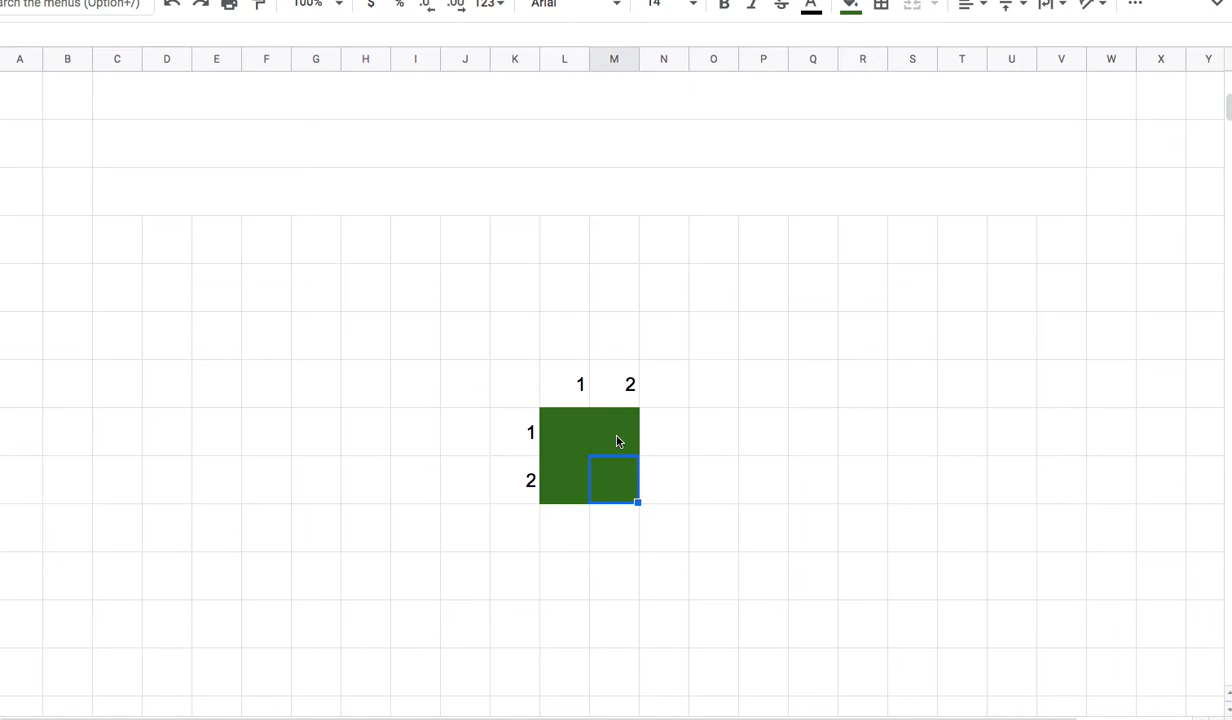 arch the menus (Option+/) 100% $ % .0 .00 123 Arial 14 B I S A
A B C D E F G H I J K L M N O P Q R S T U V W X Y
1 2
1
2